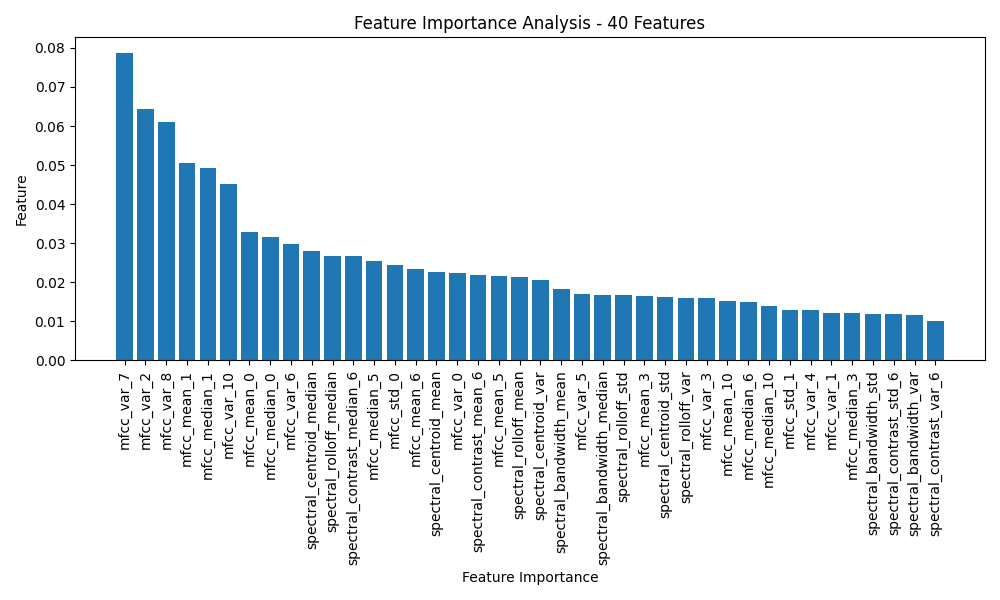 Feature Importance Analysis - 40 Features
0.08
0.07
0.06
0.05
0.04
0.03
0.02
0.01
0.00
Feature
mfcc_var_7
mfcc_var_2
mfcc_var_8
mfcc_mean_1
mfcc_median_1
mfcc_var_10
mfcc_mean_0
mfcc_median_0
mfcc_var_6
spectral_centroid_median
spectral_rolloff_median
spectral_contrast_median_6
mfcc_median_5
mfcc_std_0
mfcc_mean_6
spectral_centroid_mean
mfcc_var_0
spectral_contrast_mean_6
mfcc_mean_5
spectral_rolloff_mean
spectral_centroid_var
spectral_bandwidth_mean
mfcc_var_5
spectral_bandwidth_median
spectral_rolloff_std
mfcc_mean_3
spectral_centroid_std
spectral_rolloff_var
mfcc_var_3
mfcc_mean_10
mfcc_median_6
mfcc_median_10
mfcc_std_1
mfcc_var_4
mfcc_var_1
mfcc_median_3
spectral_bandwidth_std
spectral_contrast_std_6
spectral_bandwidth_var
spectral_contrast_var_6
Feature Importance